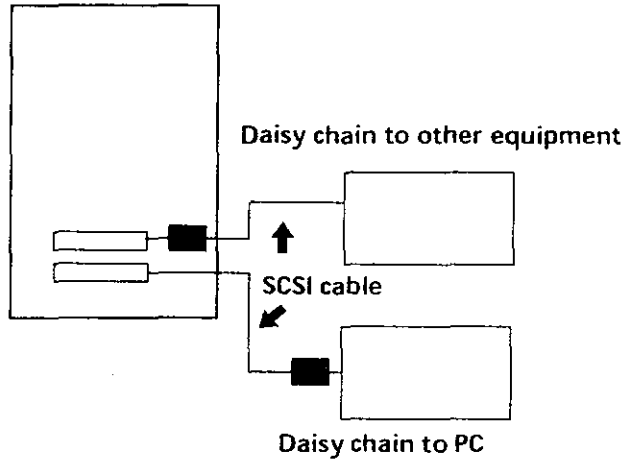 Daisy chain to other equipment
SCSI cable
Daisy chain to PC